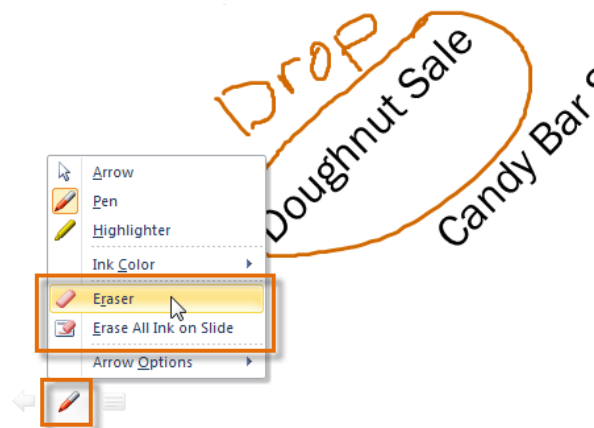 Drop
Doughnut Sale
Candy Bar
Arrow
Pen
Highlighter
Ink Color
Eraser
Erase All Ink on Slide
Arrow Options